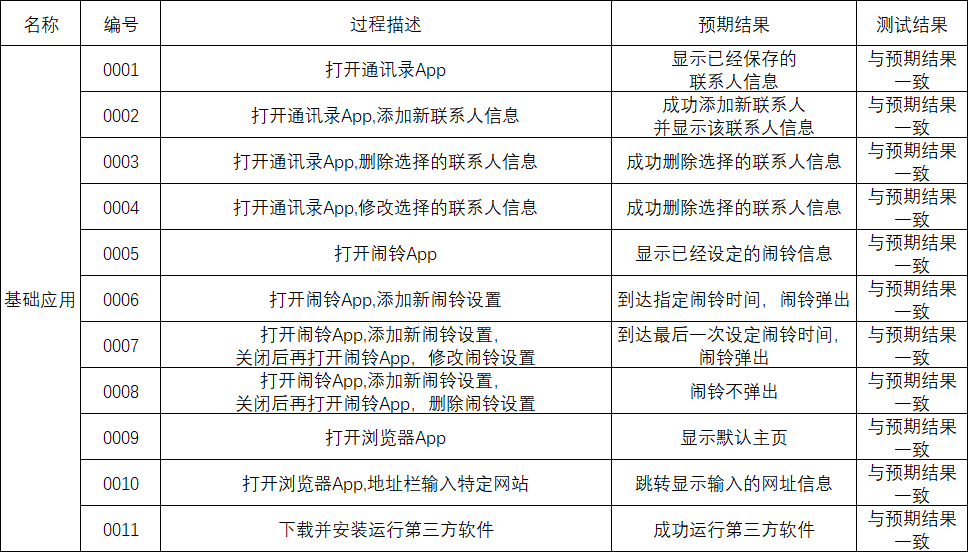 名称 编号 过程描述 预期结果 测试结果
基础应用
0001 打开通讯录App 显示已经保存的
联系人信息 与预期结果
一致
0002 打开通讯录App,添加新联系人信息 成功添加新联系人
并显示该联系人信息 与预期结果
一致
0003 打开通讯录App,删除选择的联系人信息 成功删除选择的联系人信息 与预期结果
一致
0004 打开通讯录App,修改选择的联系人信息 成功删除选择的联系人信息 与预期结果
一致
0005 打开闹铃App 显示已经设定的闹铃信息 与预期结果
一致
0006 打开闹铃App,添加新闹铃设置 到达指定闹铃时间，闹铃弹出 与预期结果
一致
0007 打开闹铃App,添加新闹铃设置，
关闭后再打开闹铃App，修改闹铃设置 到达最后一次设定闹铃时间，
闹铃弹出 与预期结果
一致
0008 打开闹铃App,添加新闹铃设置，
关闭后再打开闹铃App，删除闹铃设置 闹铃不弹出 与预期结果
一致
0009 打开浏览器App 显示默认主页 与预期结果
一致
0010 打开浏览器App,地址栏输入特定网站 跳转显示输入的网址信息 与预期结果
一致
0011 下载并安装运行第三方软件 成功运行第三方软件 与预期结果
一致